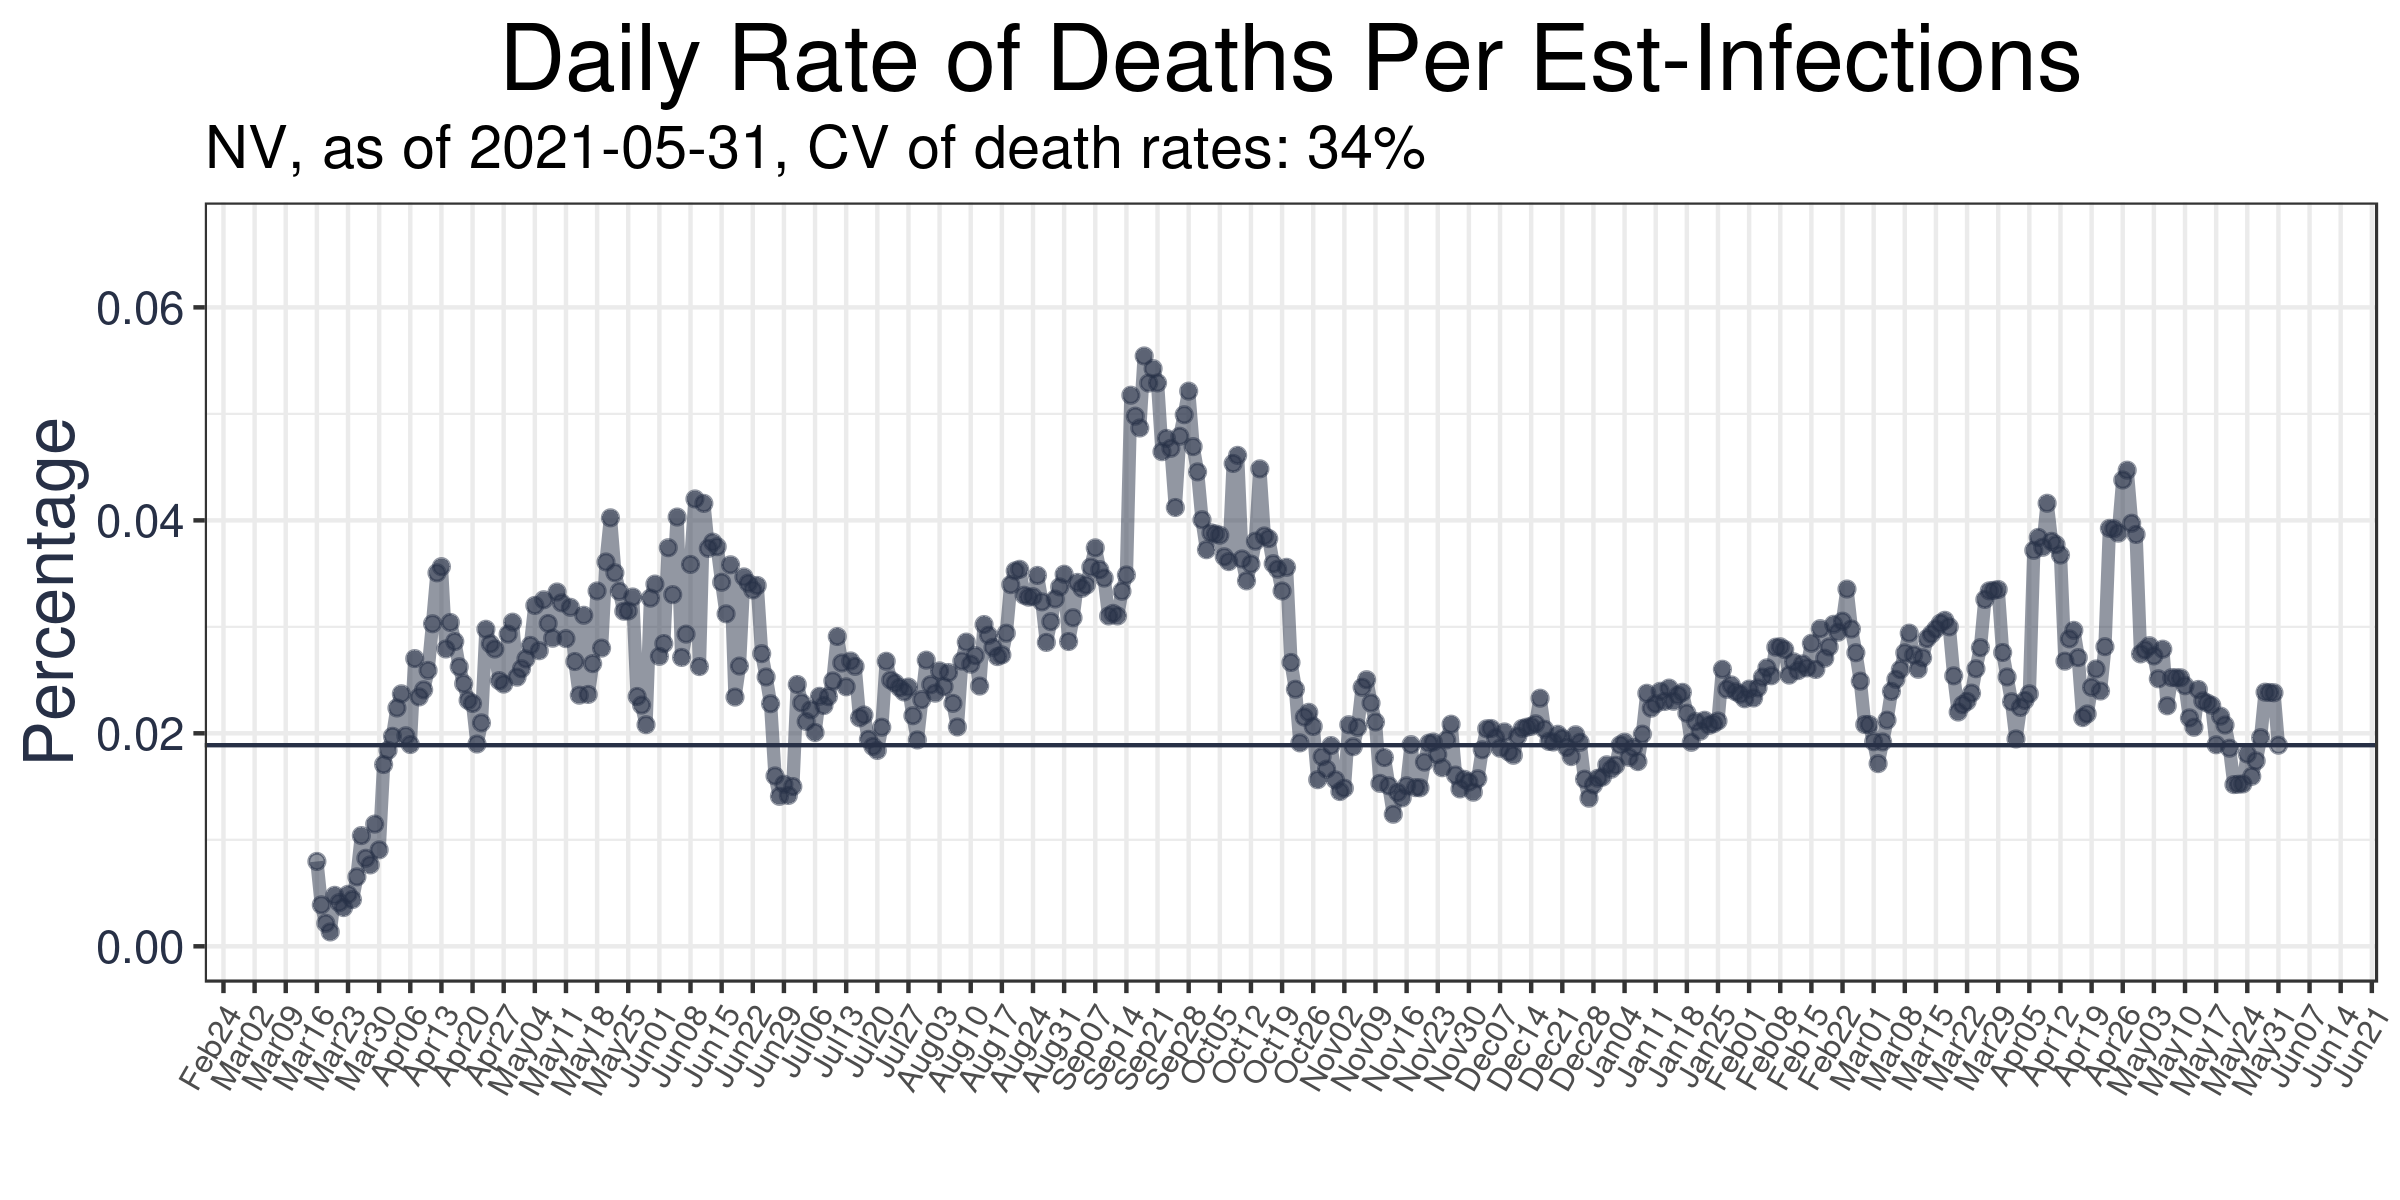 Daily Rate of Deaths Per Est-Infections
NV, as of 2021-05-31, CV of death rates: 34%
Percentage
0.06
0.04
0.02
0.00
Feb24
Mar02
Mar09
Mar16
Mar23
Mar30
Apr06
Apr13
Apr20
Apr27
May04
May11
May18
May25
Jun01
Jun08
Jun15
Jun22
Jun29
Jul06
Jul13
Jul20
Jul27
Aug03
Aug10
Aug17
Aug24
Aug31
Sep07
Sep14
Sep21
Sep28
Oct05
Oct12
Oct19
Oct26
Nov02
Nov09
Nov16
Nov23
Nov30
Dec07
Dec14
Dec21
Dec28
Jan04
Jan11
Jan18
Jan25
Feb01
Feb08
Feb15
Feb22
Mar01
Mar08
Mar15
Mar22
Mar29
Apr05
Apr12
Apr19
Apr26
May03
May10
May17
May24
May31
Jun07
Jun14
Jun21